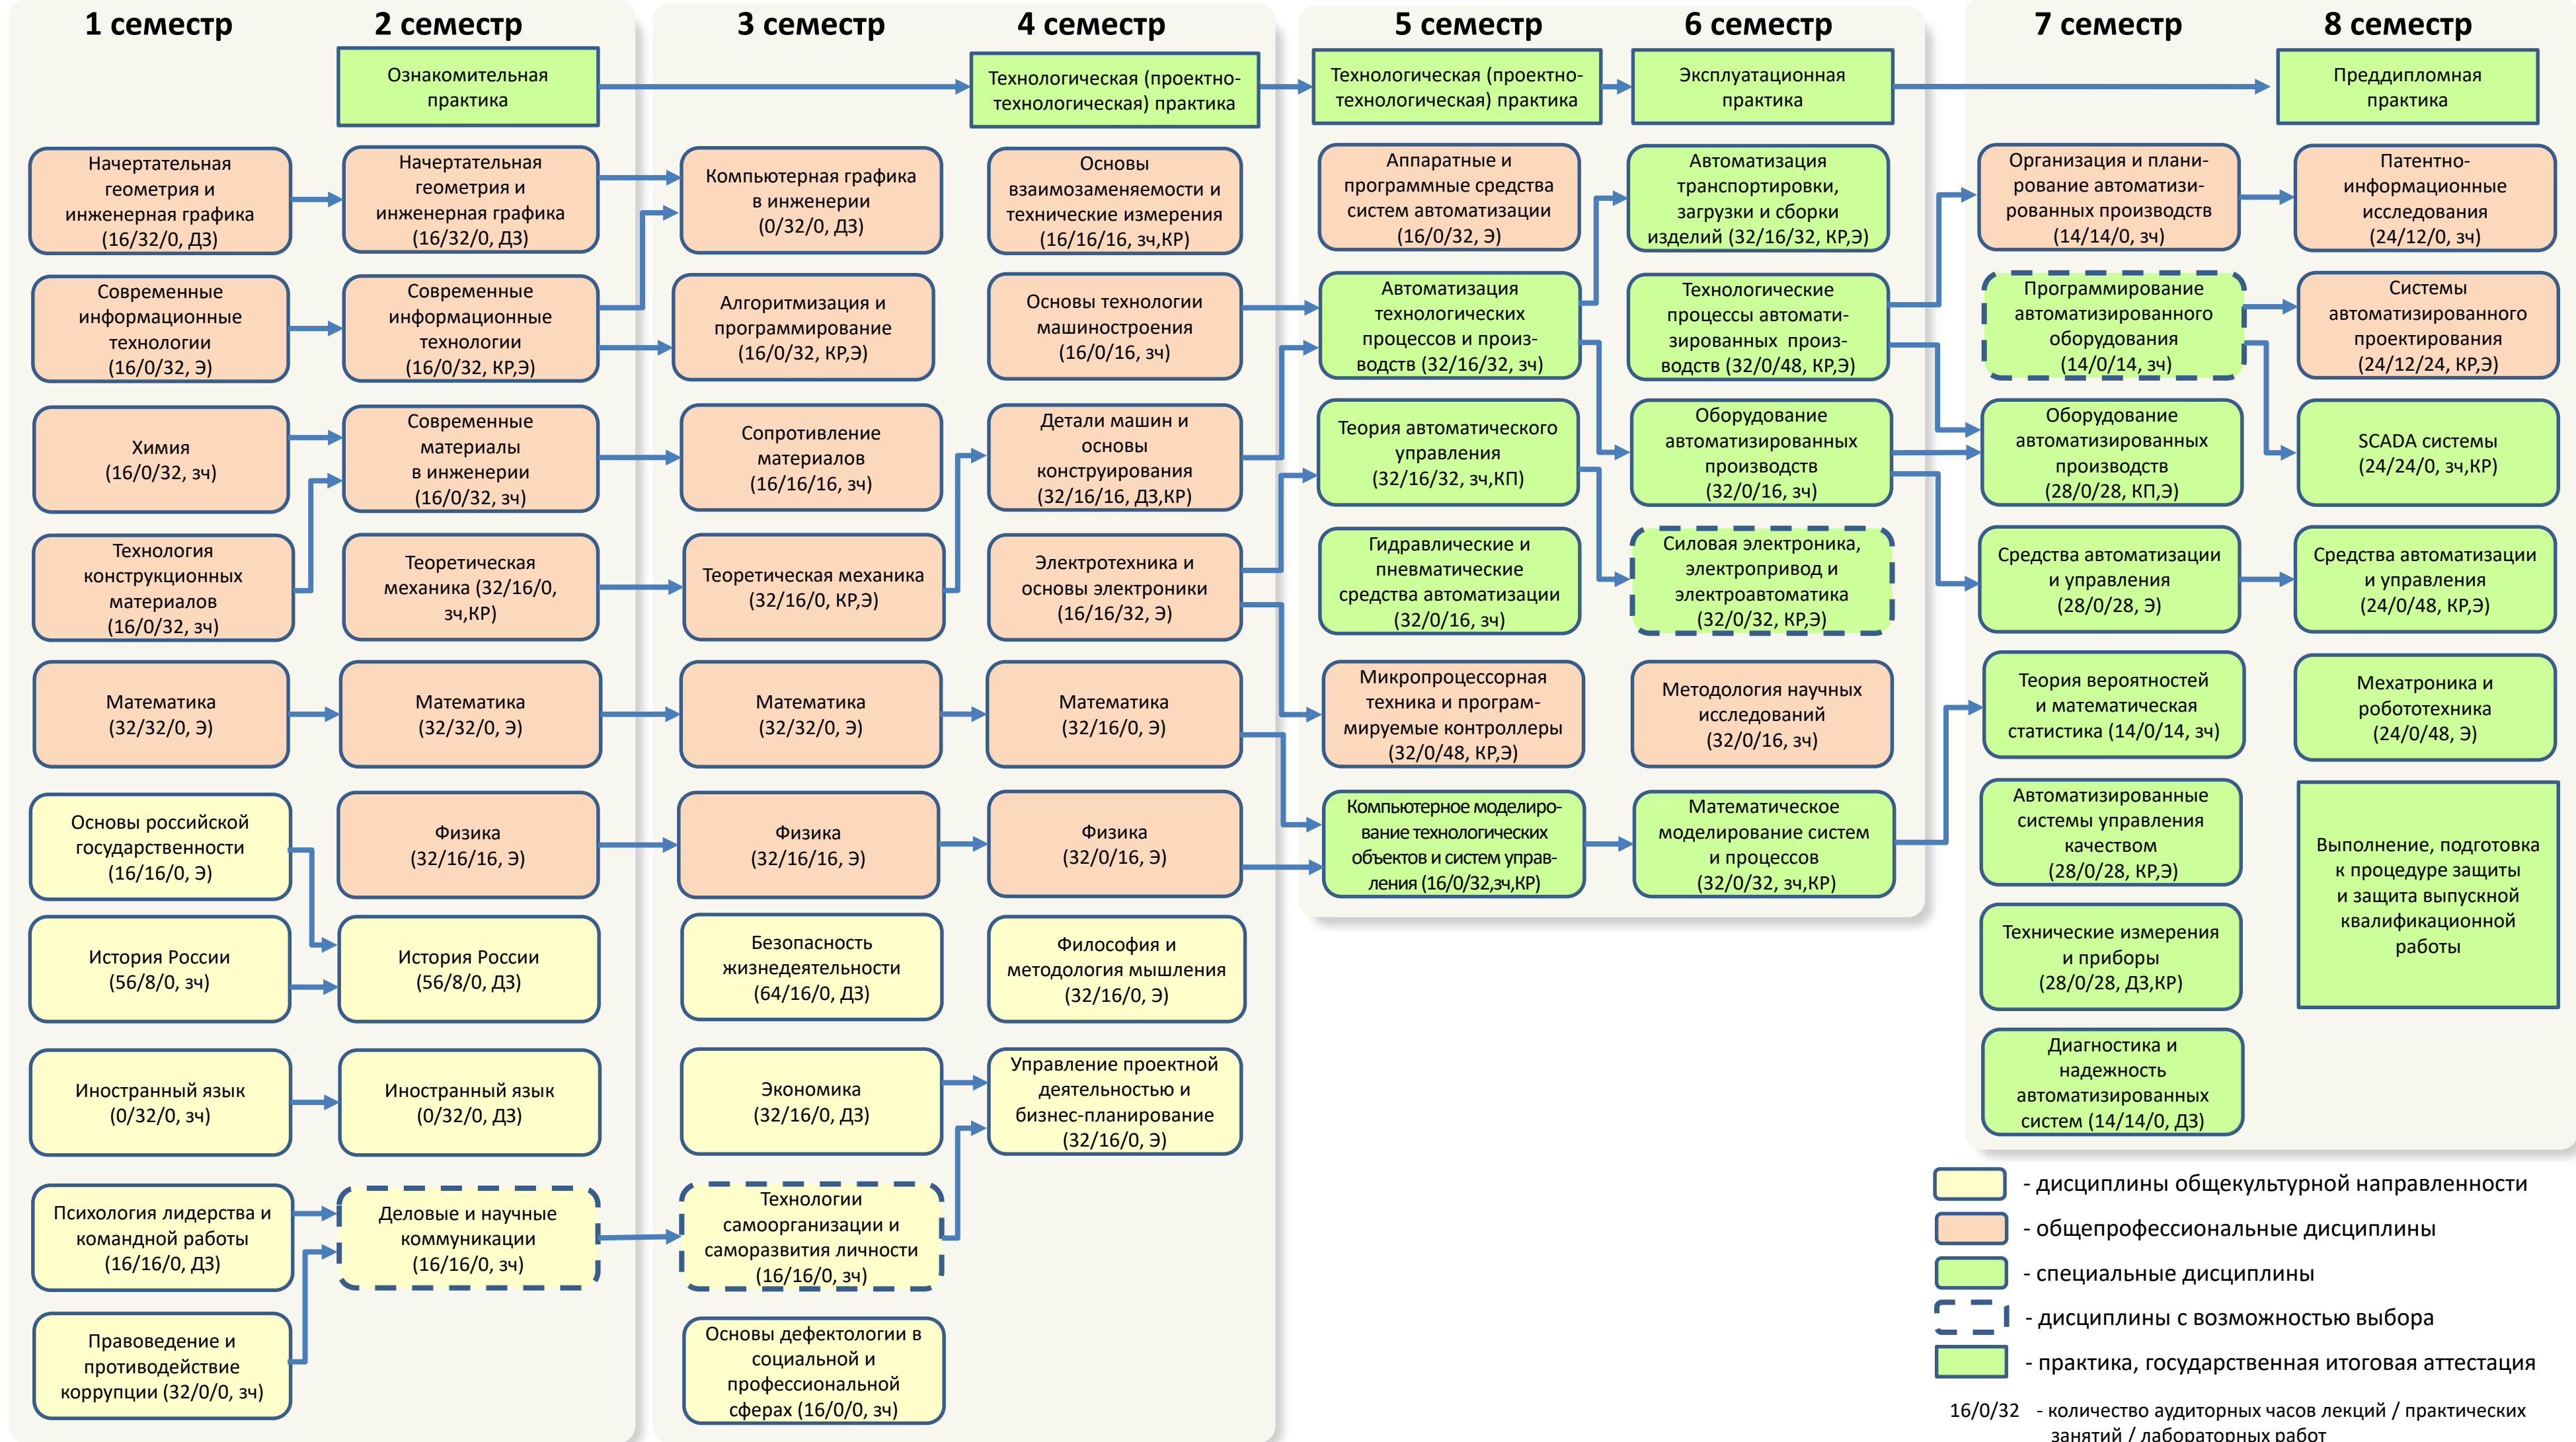 1 семестр
2 семестр
3 семестр
4 семестр
5 семестр
6 семестр
7 семестр
8 семестр
Ознакомительная
практика
Технологическая (проектно-
технологическая) практика
Технологическая (проектно-
технологическая) практика
Эксплуатационная
практика
Преддипломная
практика
Начертательная
геометрия и
инженерная графика
(16/32/0, ДЗ)
Современные
информационные
технологии
(16/0/32, Э)
Химия
(16/0/32, зч)
Технология
конструкционных
материалов
(16/0/32, зч)
Математика
(32/32/0, Э)
Основы российской
государственности
(16/16/0, Э)
История России
(56/8/0, зч)
Иностранный язык
(0/32/0, зч)
Психология лидерства и
командной работы
(16/16/0, ДЗ)
Правоведение и
противодействие
коррупции (32/0/0, зч)
Начертательная
геометрия и
инженерная графика
(16/32/0, ДЗ)
Современные
информационные
технологии
(16/0/32, КР,Э)
Современные
материалы
в инженерии
(16/0/32, зч)
Теоретическая
механика (32/16/0,
зч,КР)
Математика
(32/32/0, Э)
Физика
(32/16/16, Э)
История России
(56/8/0, ДЗ)
Иностранный язык
(0/32/0, ДЗ)
Деловые и научные
коммуникации
(16/16/0, зч)
Компьютерная графика
в инженерии
(0/32/0, ДЗ)
Алгоритмизация и
программирование
(16/0/32, КР,Э)
Сопротивление
материалов
(16/16/16, зч)
Теоретическая механика
(32/16/0, КР,Э)
Математика
(32/32/0, Э)
Физика
(32/16/16, Э)
Безопасность
жизнедеятельности
(64/16/0, ДЗ)
Экономика
(32/16/0, ДЗ)
Технологии
самоорганизации и
саморазвития личности
(16/16/0, зч)
Основы дефектологии в
социальной и
профессиональной
сферах (16/0/0, зч)
Основы
взаимозаменяемости и
технические измерения
(16/16/16, зч,КР)
Основы технологии
машиностроения
(16/0/16, зч)
Детали машин и
основы
конструирования
(32/16/16, ДЗ,КР)
Электротехника и
основы электроники
(16/16/32, Э)
Математика
(32/16/0, Э)
Физика
(32/0/16, Э)
Философия и
методология мышления
(32/16/0, Э)
Управление проектной
деятельностью и
бизнес-планирование
(32/16/0, Э)
Аппаратные и
программные средства
систем автоматизации
(16/0/32, Э)
Автоматизация
технологических
процессов и произ-
водств (32/16/32, зч)
Теория автоматического
управления
(32/16/32, зч,КП)
Гидравлические и
пневматические
средства автоматизации
(32/0/16, зч)
Микропроцессорная
техника и програм-
мируемые контроллеры
(32/0/48, КР,Э)
Компьютерное моделиро-
вание технологических
объектов и систем управ-
ления (16/0/32,зч,КР)
Автоматизация
транспортировки,
загрузки и сборки
изделий (32/16/32, КР,Э)
Технологические
процессы автомати-
зированных произ-
водств (32/0/48, КР,Э)
Оборудование
автоматизированных
производств
(32/0/16, зч)
Силовая электроника,
электропривод и
электроавтоматика
(32/0/32, КР,Э)
Методология научных
исследований
(32/0/16, зч)
Математическое
моделирование систем
и процессов
(32/0/32, зч,КР)
Организация и плани-
рование автоматизи-
рованных производств
(14/14/0, зч)
Программирование
автоматизированного
оборудования
(14/0/14, зч)
Оборудование
автоматизированных
производств
(28/0/28, КП,Э)
Средства автоматизации
и управления
(28/0/28, Э)
Теория вероятностей
и математическая
статистика (14/0/14, зч)
Автоматизированные
системы управления
качеством
(28/0/28, КР,Э)
Технические измерения
и приборы
(28/0/28, ДЗ,КР)
Диагностика и
надежность
автоматизированных
систем (14/14/0, ДЗ)
Патентно-
информационные
исследования
(24/12/0, зч)
Системы
автоматизированного
проектирования
(24/12/24, КР,Э)
SCADA системы
(24/24/0, зч,КР)
Средства автоматизации
и управления
(24/0/48, КР,Э)
Мехатроника и
робототехника
(24/0/48, Э)
Выполнение, подготовка
к процедуре защиты
и защита выпускной
квалификационной
работы
- дисциплины общекультурной направленности
- общепрофессиональные дисциплины
- специальные дисциплины
- дисциплины с возможностью выбора
- практика, государственная итоговая аттестация
16/0/32 - количество аудиторных часов лекций / практических
занятий / лабораторных работ